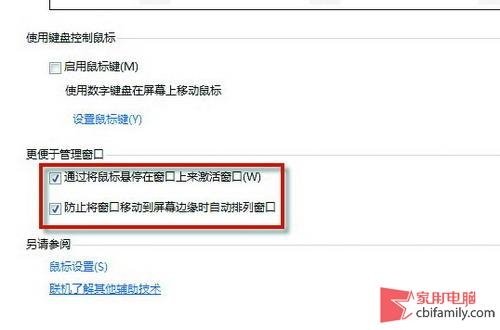 使用键盘控制鼠标
启用鼠标键(M)
使用数字键盘在屏幕上移动鼠标
设置鼠标键(Y)
更便于管理窗口
通过将鼠标悬停在窗口上来激活窗口(W)
防止将窗口移动到屏幕边缘时自动排列窗口
另请参阅
鼠标设置(S)
联机了解其他辅助技术
家用电脑
cbifamily.com